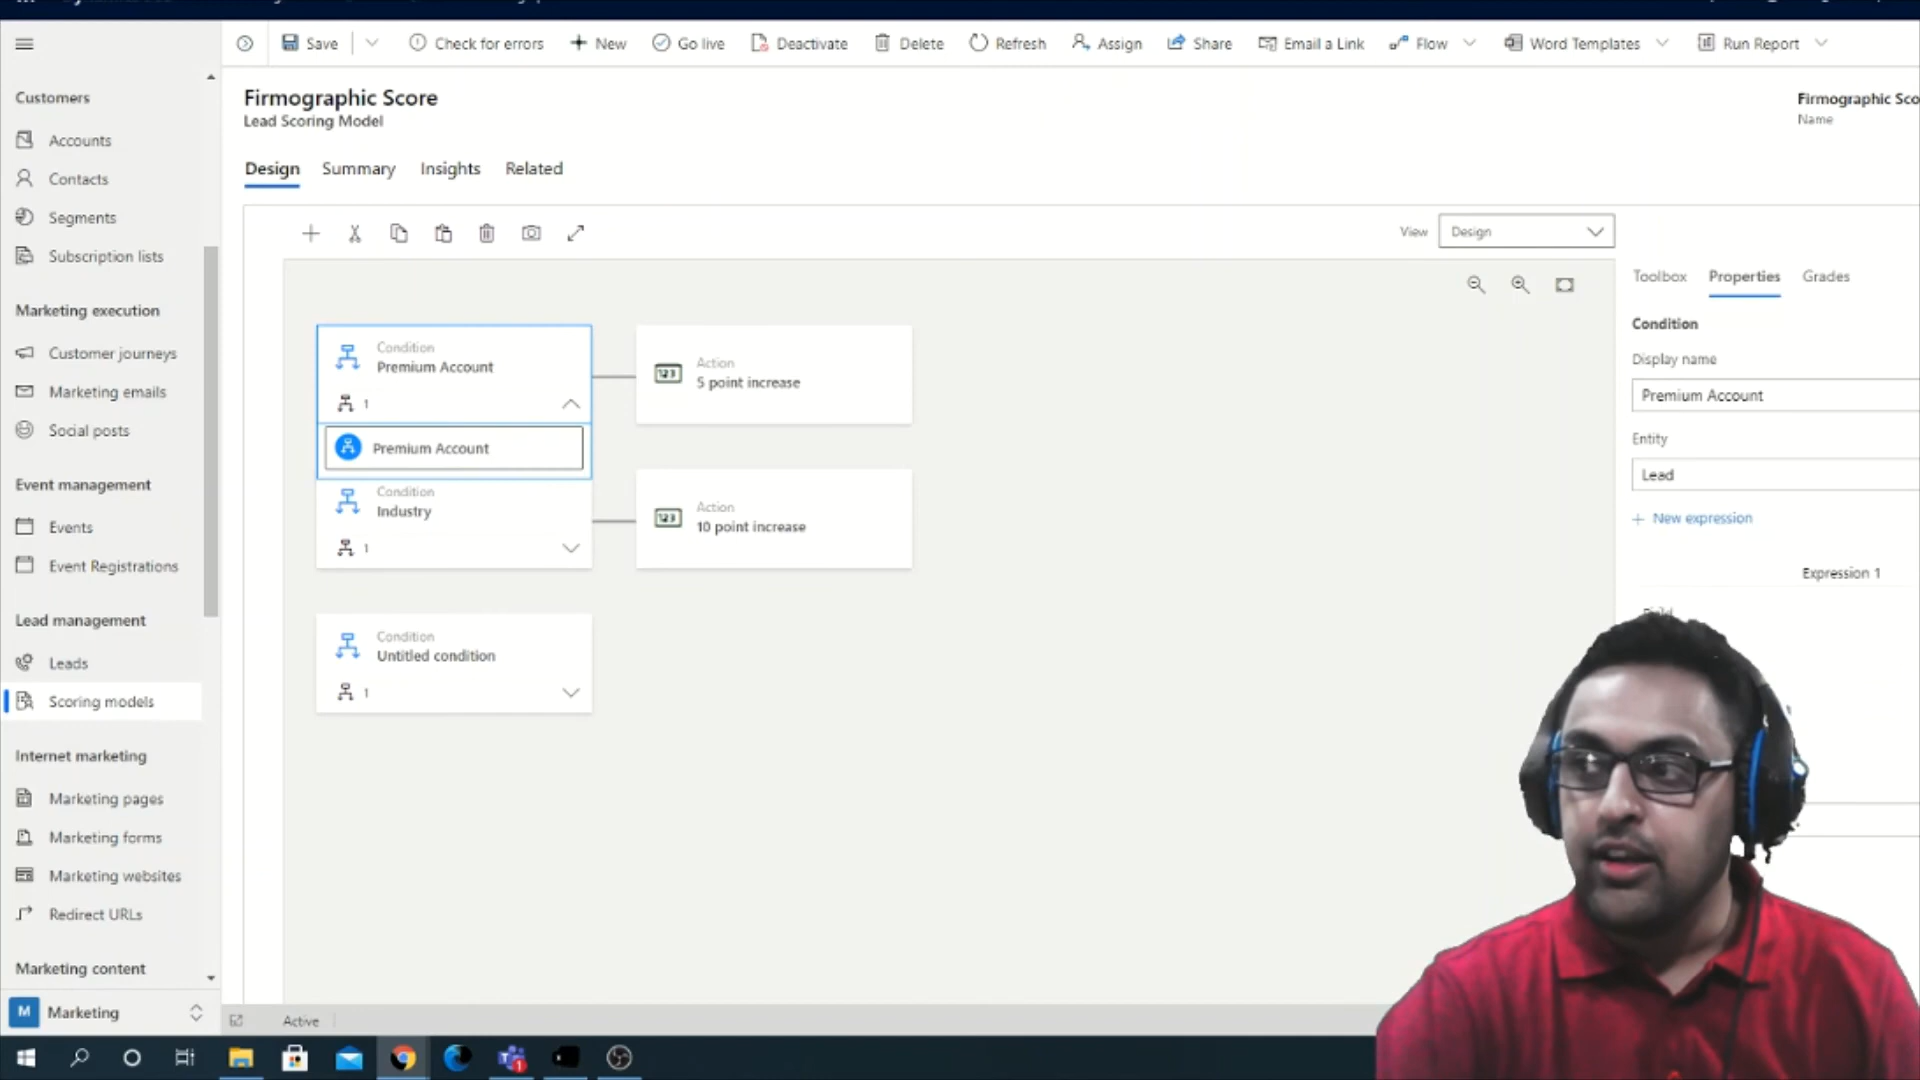 Save
Check for errors
New
Go live
Deactivate
Delete
Refresh
Assign
Share
Email a Link
Flow
Word Templates
Run Report
Customers
Accounts
Contacts
Segments
Subscription lists
Marketing execution
Customer journeys
Marketing emails
Social posts
Event management
Events
Event Registrations
Lead management
Leads
Scoring models
Internet marketing
Marketing pages
Marketing forms
Marketing websites
Redirect URLs
Marketing content
M Marketing
Firmographic Score
Lead Scoring Model
Firmographic Sco
Name
Design
Summary
Insights
Related
View
Design
Condition
Premium Account
1
Premium Account
Action
5 point increase
Condition
Industry
1
Action
10 point increase
Condition
Untitled condition
1
Toolbox
Properties
Grades
Condition
Display name
Premium Account
Entity
Lead
New expression
Expression 1
Active